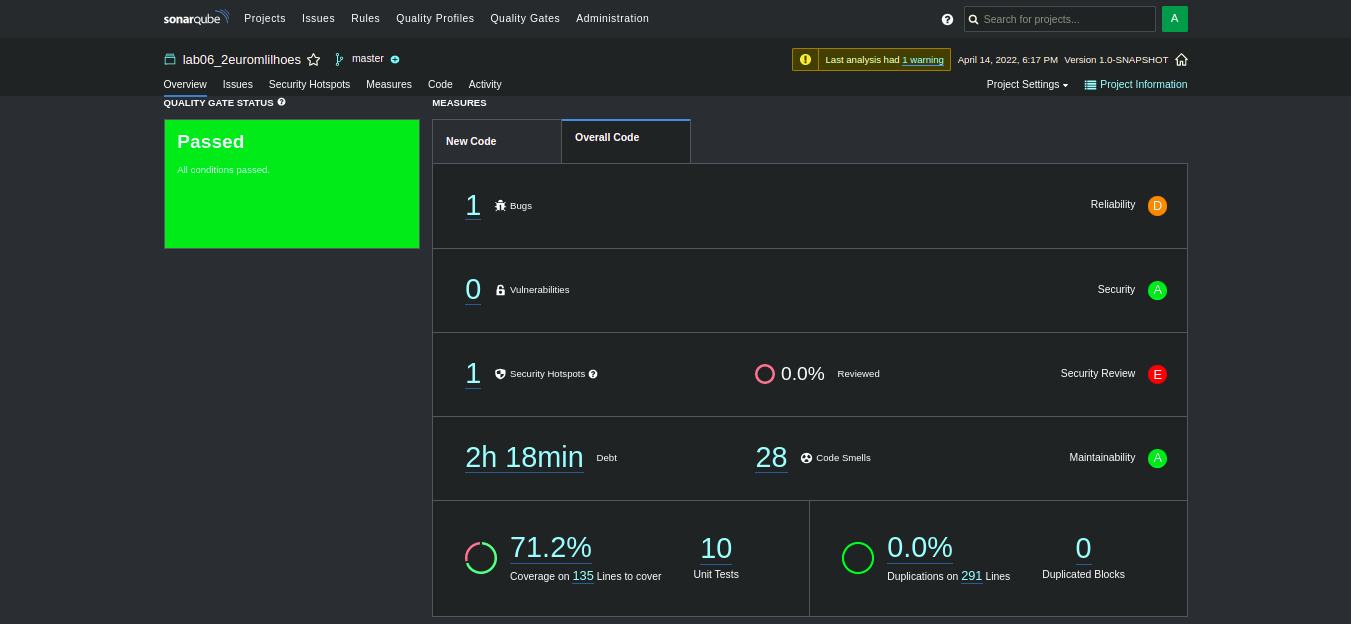 sonarqube Projects Issues Rules Quality Profiles Quality Gates Administration Search for projects... A
lab06_2euromlilhoes master Last analysis had 1 warning April 14, 2022, 6:17 PM Version 1.0-SNAPSHOT
Overview Issues Security Hotspots Measures Code Activity Project Settings Project Information
QUALITY GATE STATUS MEASURES
Passed
All conditions passed.
New Code Overall Code
1 Bugs Reliability D
0 Vulnerabilities Security A
1 Security Hotspots 0.0% Reviewed Security Review E
2h 18min Debt 28 Code Smells Maintainability A
71.2% 10 0.0% 0
Coverage on 135 Lines to cover Unit Tests Duplications on 291 Lines Duplicated Blocks